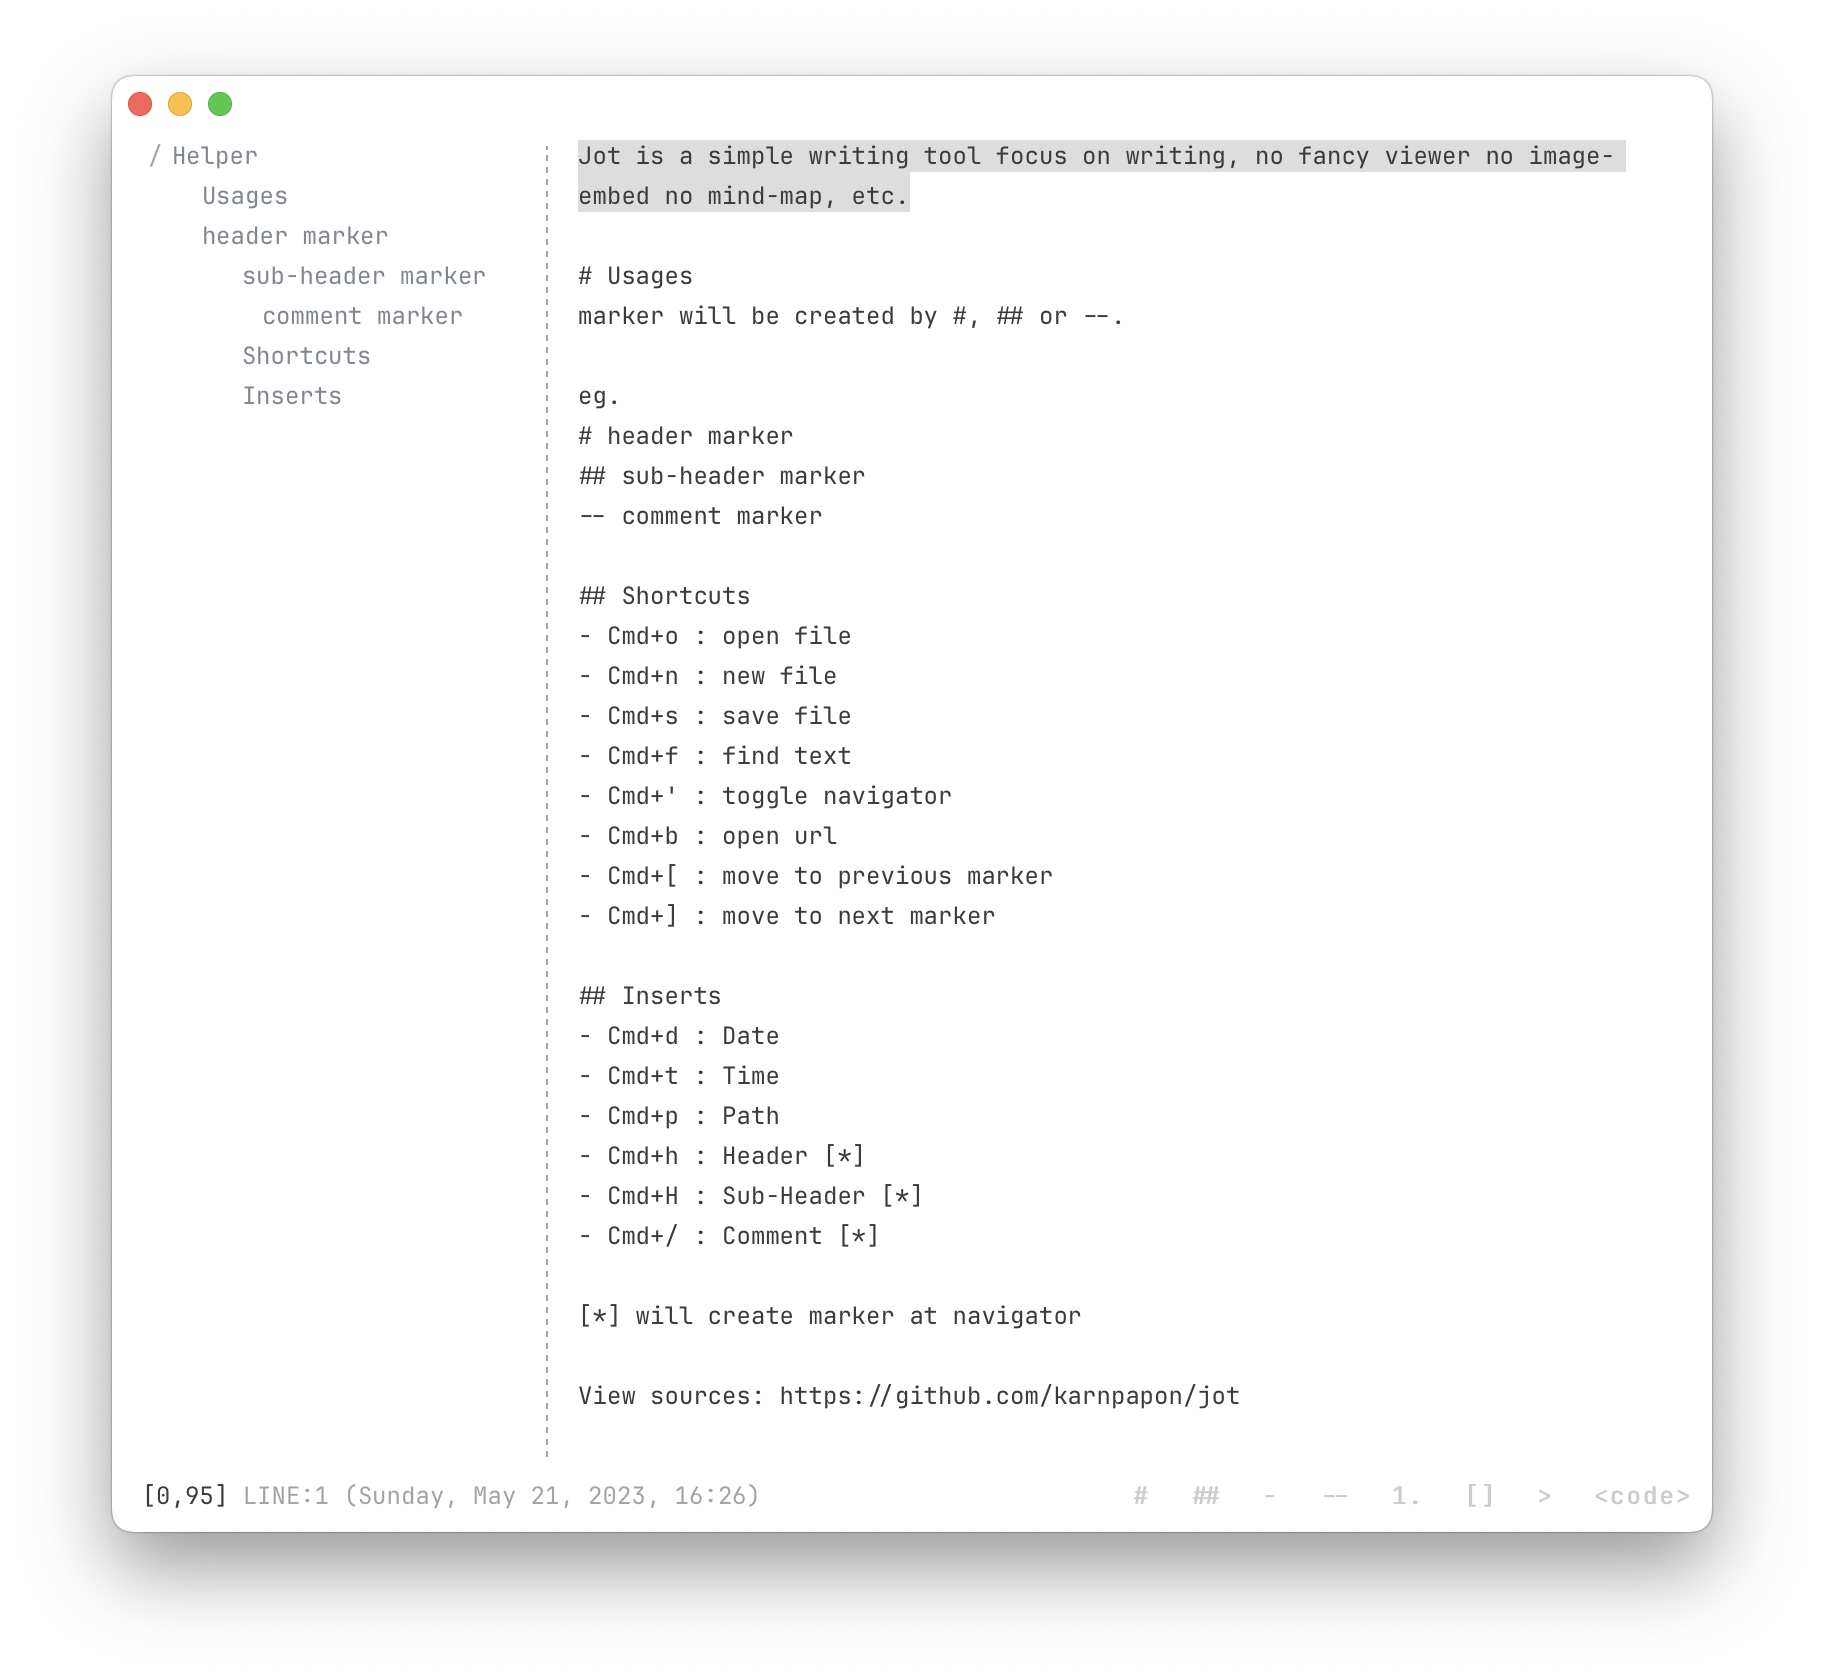 / Helper
Usages
header marker
sub-header marker
comment marker
Shortcuts
Inserts
Jot is a simple writing tool focus on writing, no fancy viewer no image-
embed no mind-map, etc.
# Usages
marker will be created by #, ## or --.
eg.
# header marker
## sub-header marker
-- comment marker
## Shortcuts
- Cmd+o : open file
- Cmd+n : new file
- Cmd+s : save file
- Cmd+f : find text
- Cmd+' : toggle navigator
- Cmd+b : open url
- Cmd+[ : move to previous marker
- Cmd+] : move to next marker
## Inserts
- Cmd+d : Date
- Cmd+t : Time
- Cmd+p : Path
- Cmd+h : Header [*]
- Cmd+H : Sub-Header [*]
- Cmd+/ : Comment [*]
[*] will create marker at navigator
View sources: https://github.com/karnpapon/jot
[0,95] LINE:1 (Sunday, May 21, 2023, 16:26) # ## - -- 1. [] > <code>